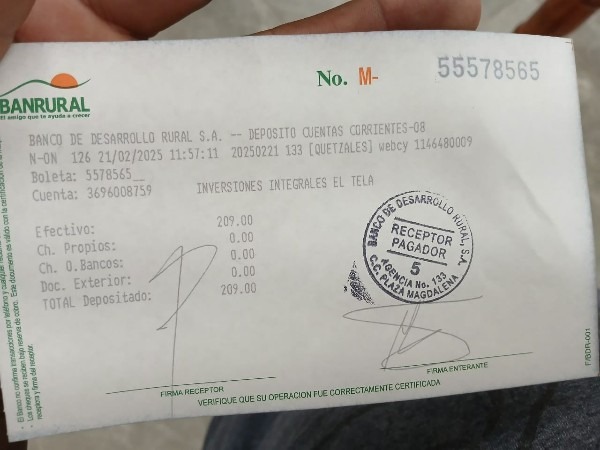 BANRURAL
El amigo que te ayuda a crecer
No. M- 55578565
BANCO DE DESARROLLO RURAL S.A. -- DEPOSITO CUENTAS CORRIENTES-08
N-ON 126 21/02/2025 11:57:11 20250221 133 [QUETZALES] webcy 1146480009
Boleta: 5578565__
Cuenta: 3696008759 INVERSIONES INTEGRALES EL TELA
Efectivo: 209.00
Ch. Propios: 0.00
Ch. O.Bancos: 0.00
Doc. Exterior: 0.00
TOTAL Depositado: 209.00
BANCO DE DESARROLLO RURAL, S.A.
RECEPTOR
PAGADOR
5
AGENCIA No. 133
C.C. PLAZA MAGDALENA
FIRMA RECEPTOR
FIRMA ENTERANTE
VERIFIQUE QUE SU OPERACION FUE CORRECTAMENTE CERTIFICADA
F/BDR-001